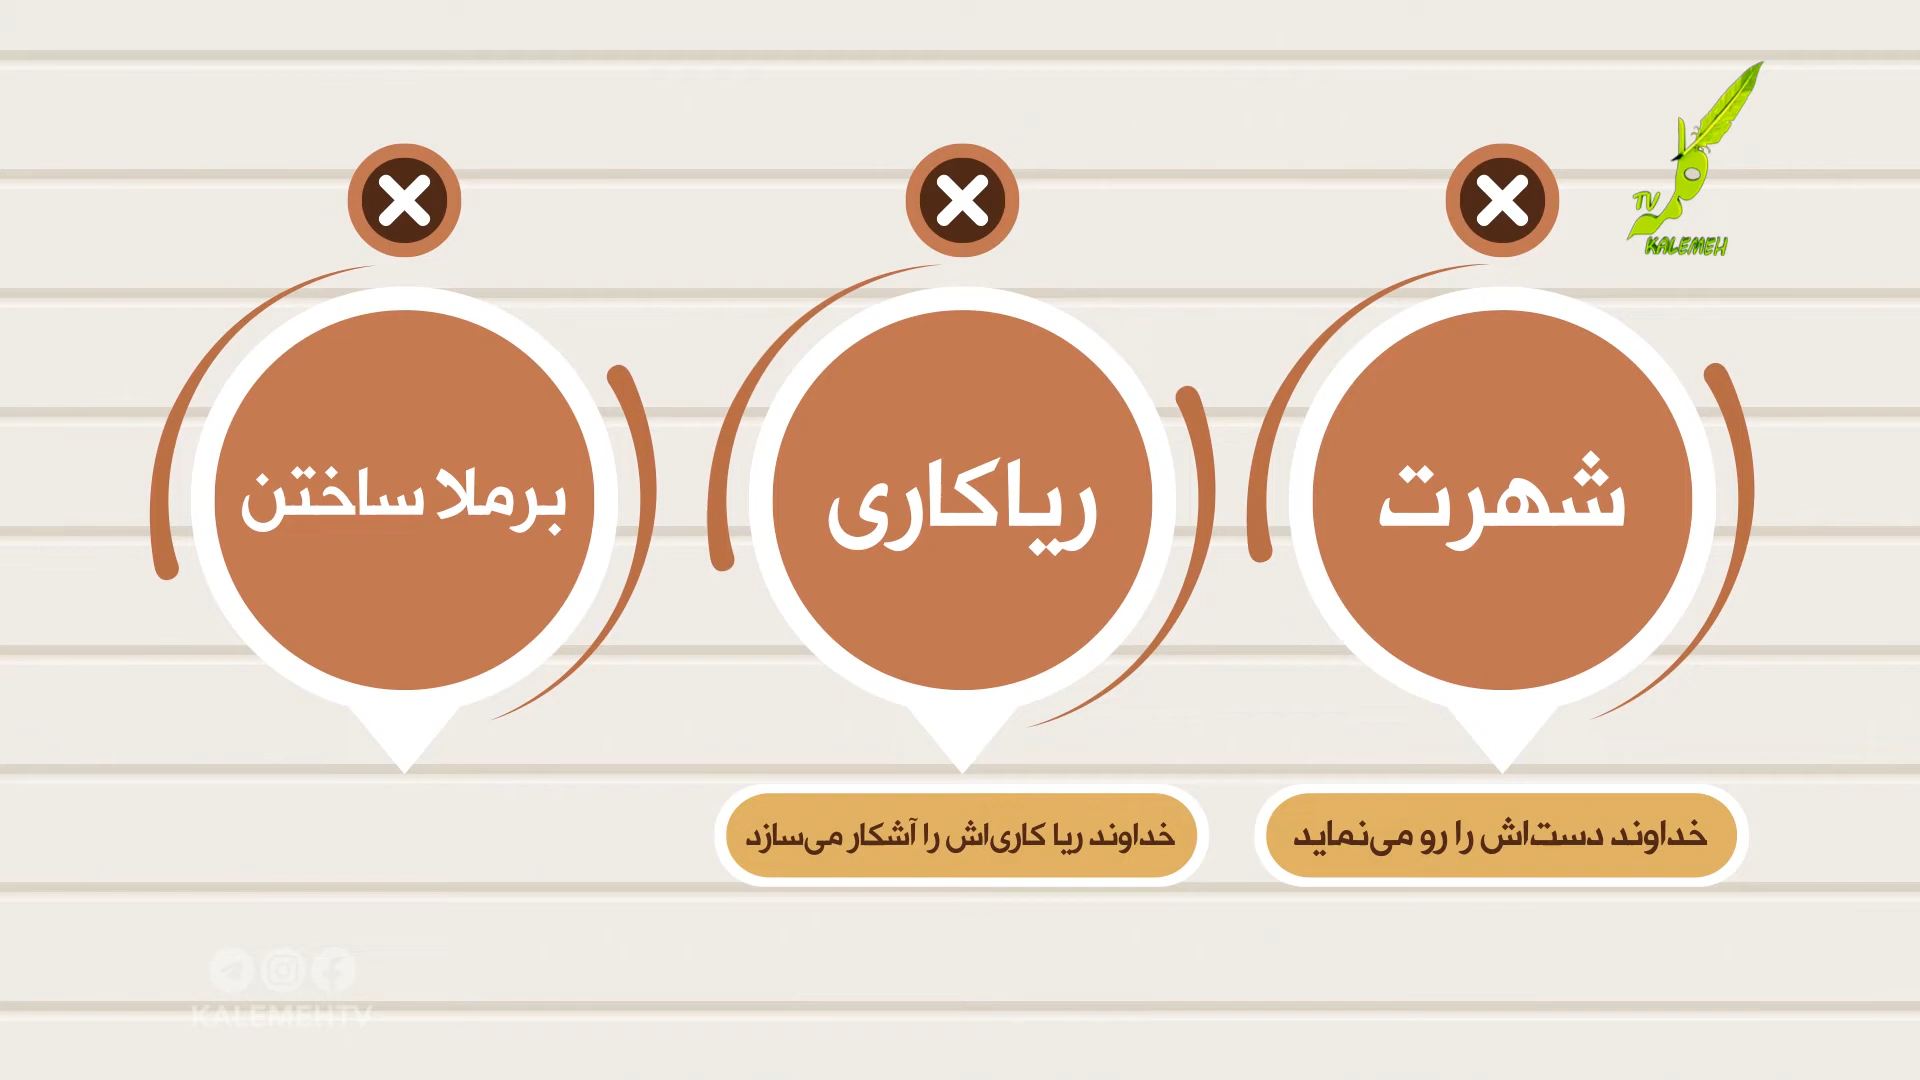 TV
KALEMEH
شهرت
ریاکاری
برملا ساختن
خداوند دست‌اش را رو می‌نماید
خداوند ریا کاری‌اش را آشکار می‌سازد
KALEMEHTV